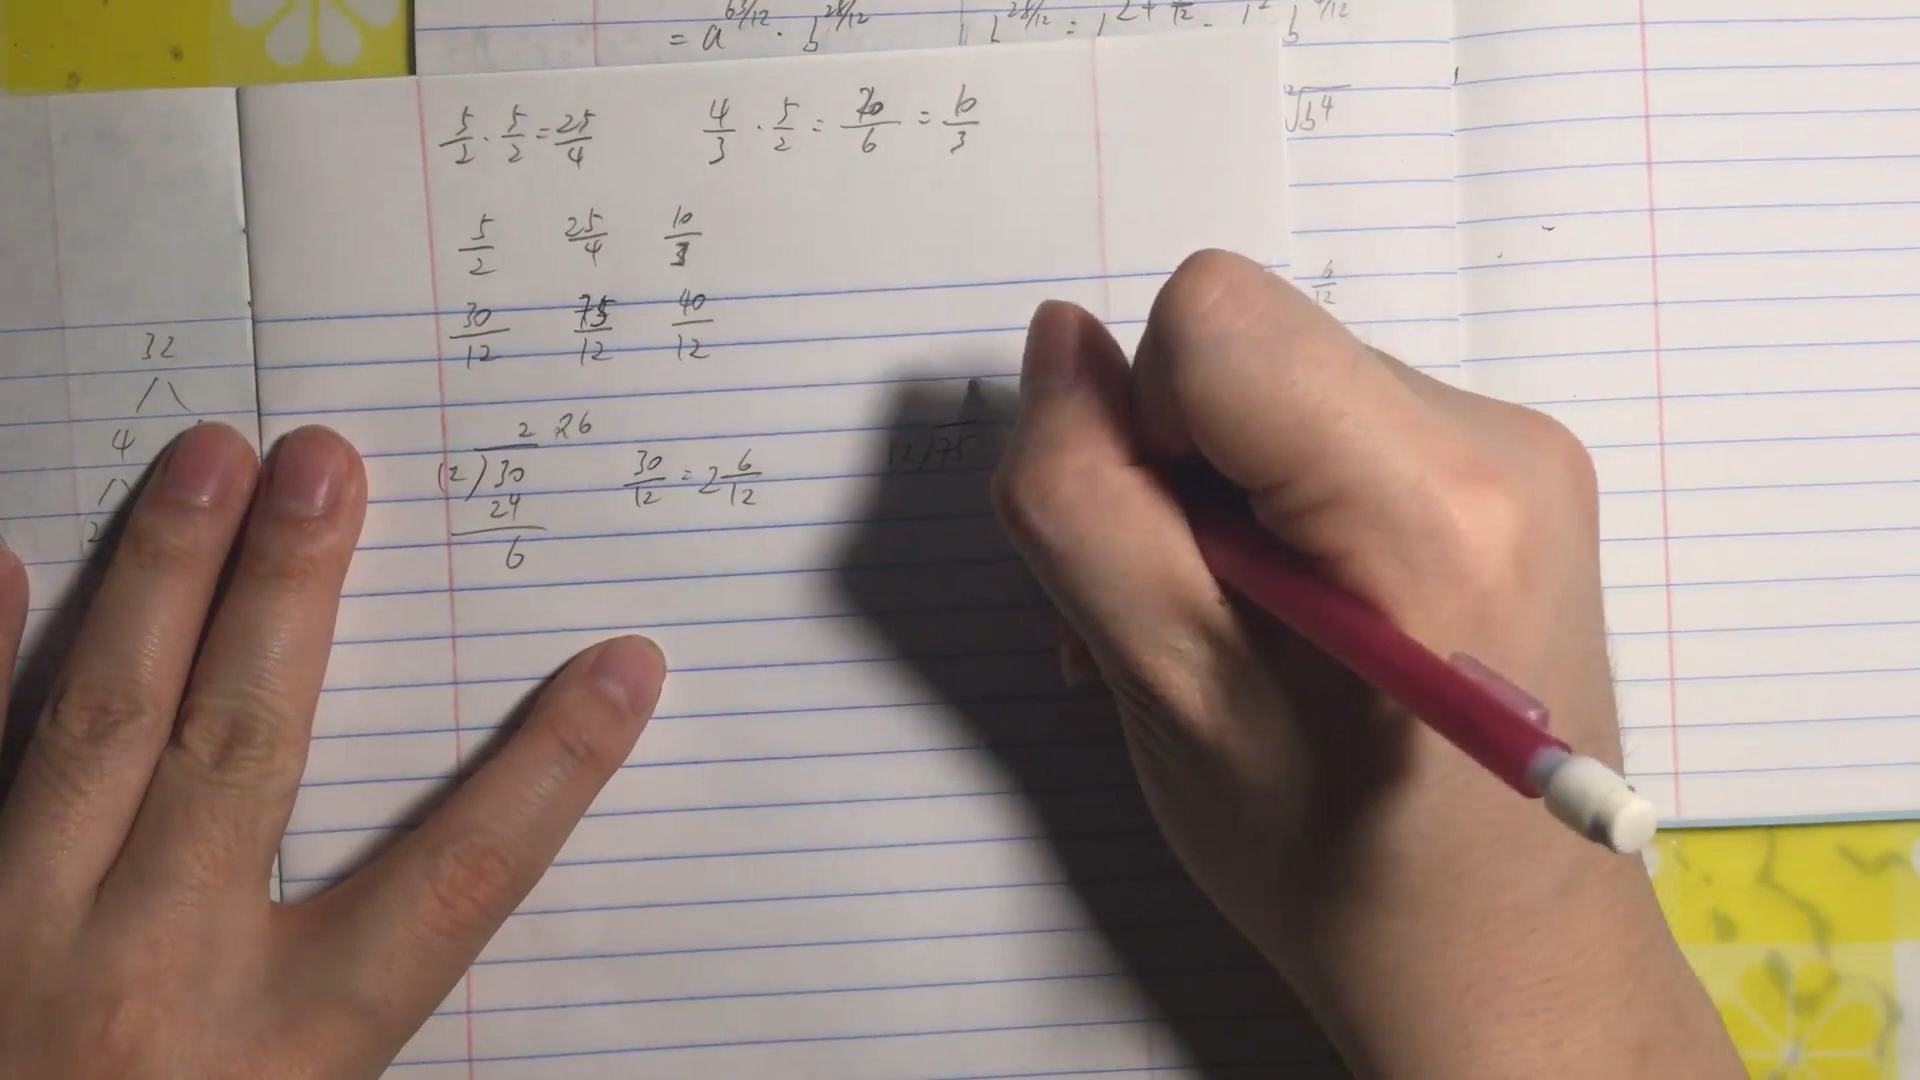 = a^63/12 · b^28/12
5/2 · 5/2 = 25/4
4/3 · 5/2 = 20/6 = 10/3
5/2 25/4 10/3
30/12 75/12 40/12
2 R6
12)30
24
6
30/12 = 2 6/12
12)75
32
4
2
∛b^4
6/12